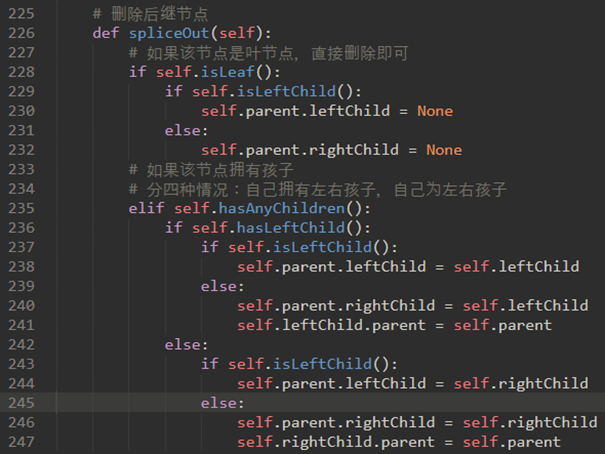 225 # 删除后继节点
226 def spliceOut(self):
227 # 如果该节点是叶节点，直接删除即可
228 if self.isLeaf():
229 if self.isLeftChild():
230 self.parent.leftChild = None
231 else:
232 self.parent.rightChild = None
233 # 如果该节点拥有孩子
234 # 分四种情况：自己拥有左右孩子，自己为左右孩子
235 elif self.hasAnyChildren():
236 if self.hasLeftChild():
237 if self.isLeftChild():
238 self.parent.leftChild = self.leftChild
239 else:
240 self.parent.rightChild = self.leftChild
241 self.leftChild.parent = self.parent
242 else:
243 if self.isLeftChild():
244 self.parent.leftChild = self.rightChild
245 else:
246 self.parent.rightChild = self.rightChild
247 self.rightChild.parent = self.parent